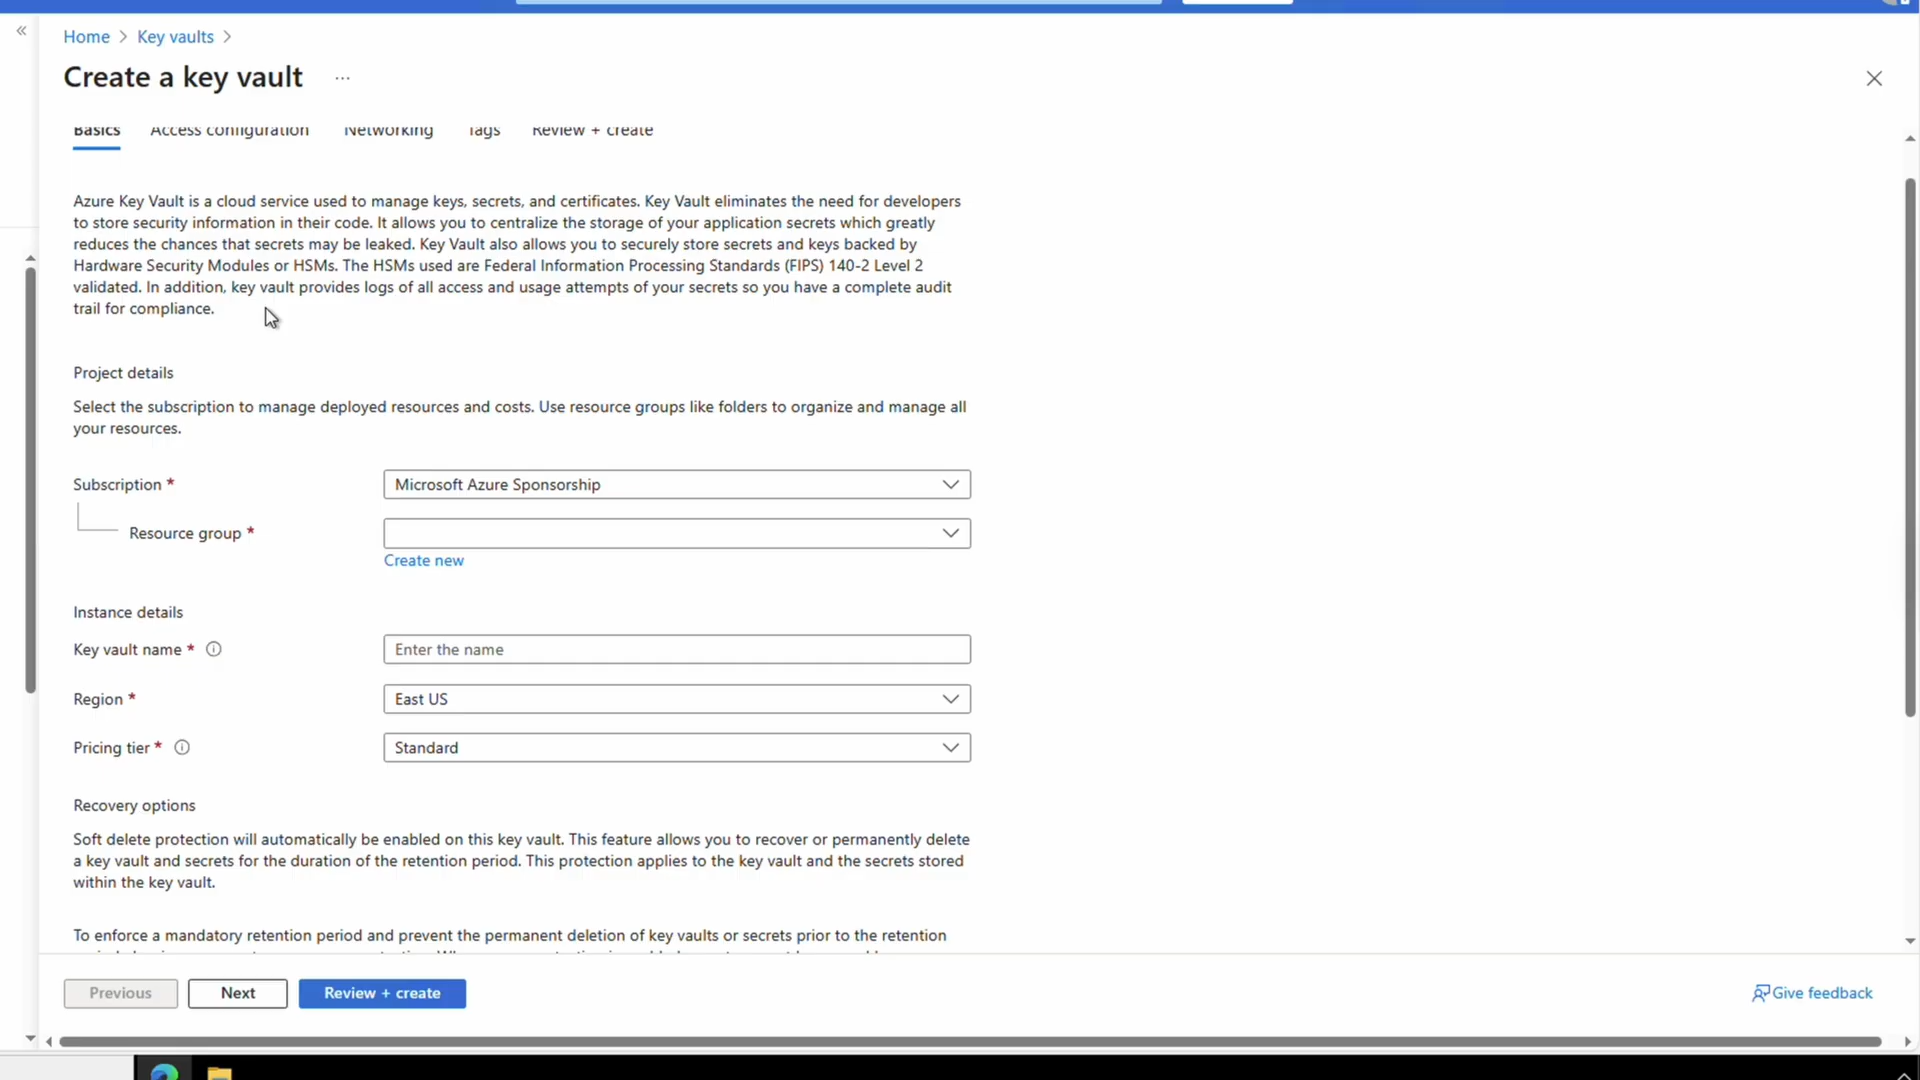 Home > Key vaults >
Create a key vault ...
Basics Access configuration Networking Tags Review + create
Azure Key Vault is a cloud service used to manage keys, secrets, and certificates. Key Vault eliminates the need for developers
to store security information in their code. It allows you to centralize the storage of your application secrets which greatly
reduces the chances that secrets may be leaked. Key Vault also allows you to securely store secrets and keys backed by
Hardware Security Modules or HSMs. The HSMs used are Federal Information Processing Standards (FIPS) 140-2 Level 2
validated. In addition, key vault provides logs of all access and usage attempts of your secrets so you have a complete audit
trail for compliance.
Project details
Select the subscription to manage deployed resources and costs. Use resource groups like folders to organize and manage all
your resources.
Subscription * Microsoft Azure Sponsorship
Resource group *
Create new
Instance details
Key vault name * Enter the name
Region * East US
Pricing tier * Standard
Recovery options
Soft delete protection will automatically be enabled on this key vault. This feature allows you to recover or permanently delete
a key vault and secrets for the duration of the retention period. This protection applies to the key vault and the secrets stored
within the key vault.
To enforce a mandatory retention period and prevent the permanent deletion of key vaults or secrets prior to the retention
Previous Next Review + create Give feedback